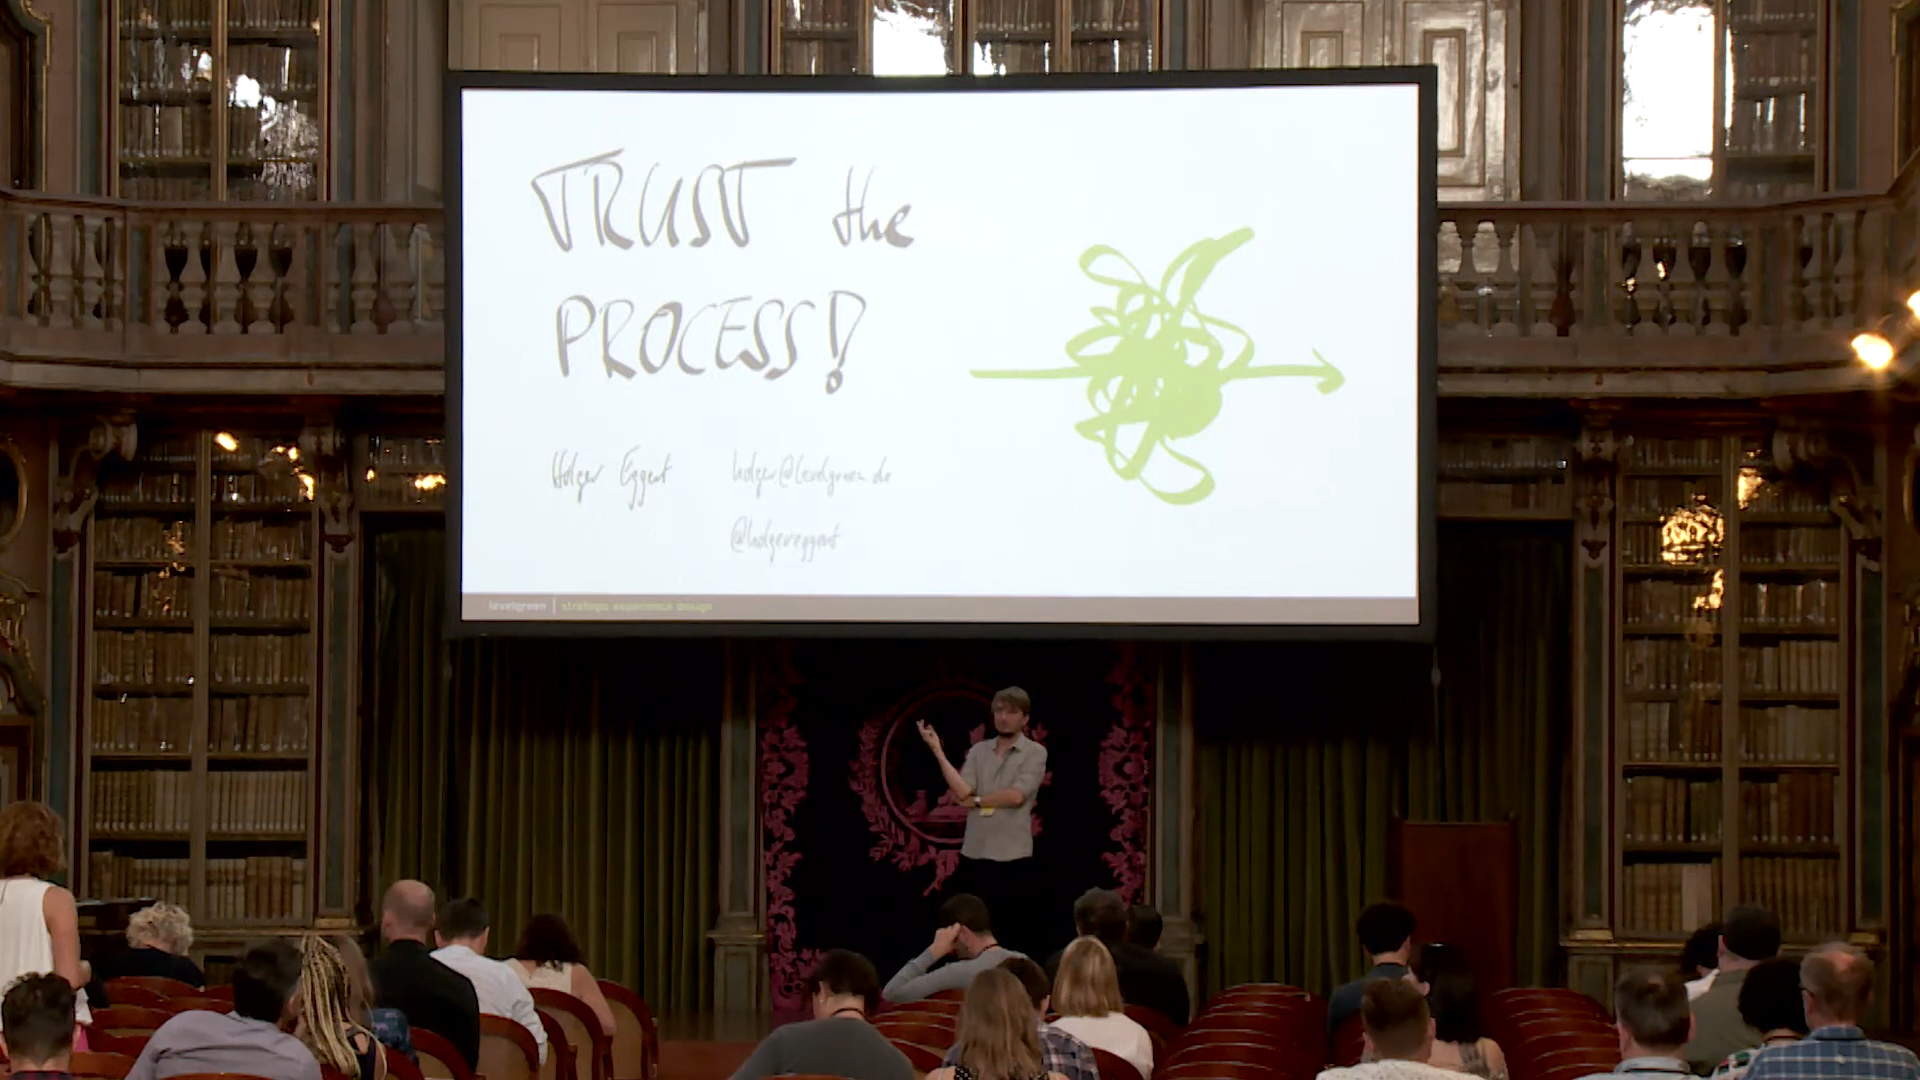 TRUST the
PROCESS!
Holger Eggert holger@levelgreen.de
@holgereggert
levelgreen | strategic experience design